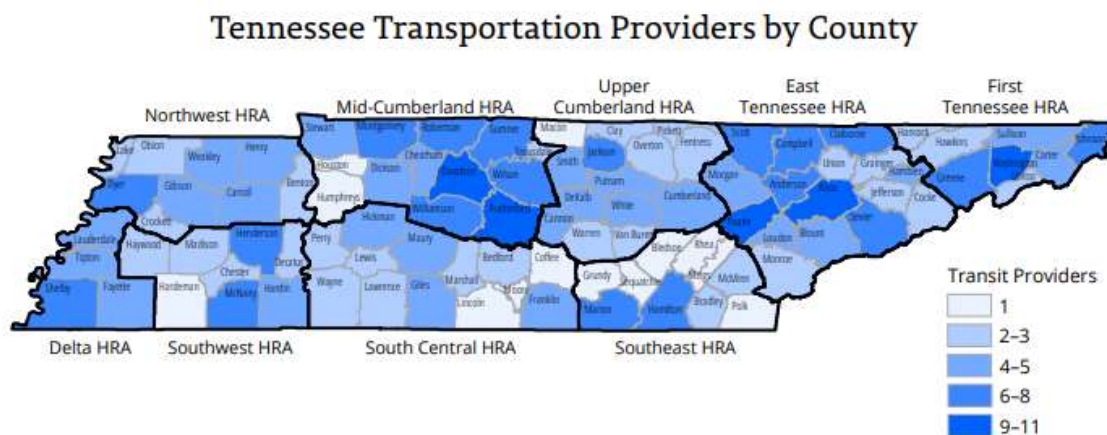 Tennessee Transportation Providers by County
Northwest HRA
Mid-Cumberland HRA
Upper
Cumberland HRA
East
Tennessee HRA
First
Tennessee HRA
Lake
Obion
Weakley
Henry
Dyer
Gibson
Carroll
Benton
Crockett
Stewart
Montgomery
Robertson
Sumner
Houston
Dickson
Cheatham
Davidson
Wilson
Humphreys
Williamson
Rutherford
Macon
Clay
Pickett
Smith
Jackson
Overton
Fentress
Putnam
DeKalb
White
Cumberland
Cannon
Warren
Van Buren
Scott
Campbell
Claiborne
Morgan
Anderson
Union
Grainger
Hamblen
Jefferson
Cocke
Knox
Roane
Loudon
Blount
Sevier
Monroe
Hancock
Hawkins
Sullivan
Johnson
Greene
Washington
Carter
Lauderdale
Tipton
Shelby
Fayette
Haywood
Madison
Henderson
Decatur
Chester
Hardeman
McNairy
Hardin
Perry
Hickman
Maury
Lewis
Wayne
Lawrence
Giles
Marshall
Bedford
Coffee
Moore
Lincoln
Franklin
Bledsoe
Rhea
Grundy
Sequatchie
Meigs
McMinn
Marion
Hamilton
Bradley
Polk
Delta HRA
Southwest HRA
South Central HRA
Southeast HRA
Transit Providers
1
2–3
4–5
6–8
9–11